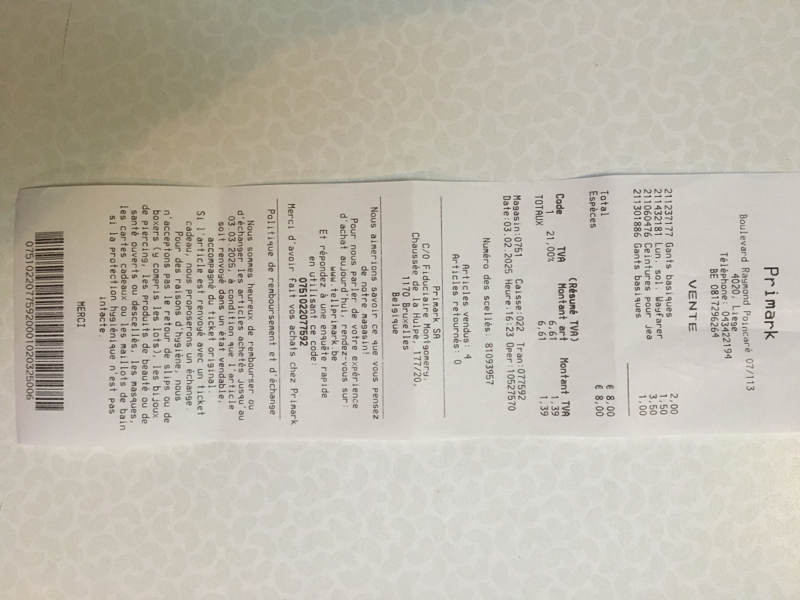 Primark
Boulevard Raymond Poincaré 07/113
4020, Liege
Téléphone: 043422194
BE 0817296264
VENTE
211237177 Gants basiques 2,00
211432181 Lun. sol. Wayfarer 1,50
211060476 Ceintures pour Jea 3,50
211301886 Gants basiques 1,00
Total € 8,00
Espèces € 8,00
(Résumé TVA)
Code TVA Montant art Montant TVA
1 21,00% 6,61 1,39
TOTAUX 6,61 1,39
Magasin:0751 Caisse:022 Tran:077592
Date:03.02.2025 Heure:16:23 Oper:10527570
Numéro des scellés: 81093957
Articles vendus: 4
Articles retournés: 0
Primark SA
C/O Fiduciaire Montgomery,
Chaussée de la Hulpe, 177/20,
1170 Bruxelles
Belgique
Nous aimerions savoir ce que vous pensez
de notre magasin!
Pour nous parler de votre expérience
d'achat aujourd'hui, rendez-vous sur:
www.tellprimark.be
Et répondez à une enquête rapide
en utilisant ce code:
0751022077592
Merci d'avoir fait vos achats chez Primark
Politique de remboursement et d'échange
Nous sommes heureux de rembourser ou
d'échanger les articles achetés jusqu'au
03.03.2025, à condition que l'article
soit renvoyé dans un état vendable,
accompagné du ticket original.
Si l'article est renvoyé avec un ticket
cadeau, nous proposerons un échange
Pour des raisons d'hygiène, nous
n'acceptons pas le retour de slips ou de
boxers (y compris les lots), les bijoux
de piercing, les produits de beauté ou de
santé ouverts ou descellés, les masques,
les cartes cadeaux ou les maillots de bain
si la protection hygiénique n'est pas
intacte
MERCI
0751022077592000102032 5006